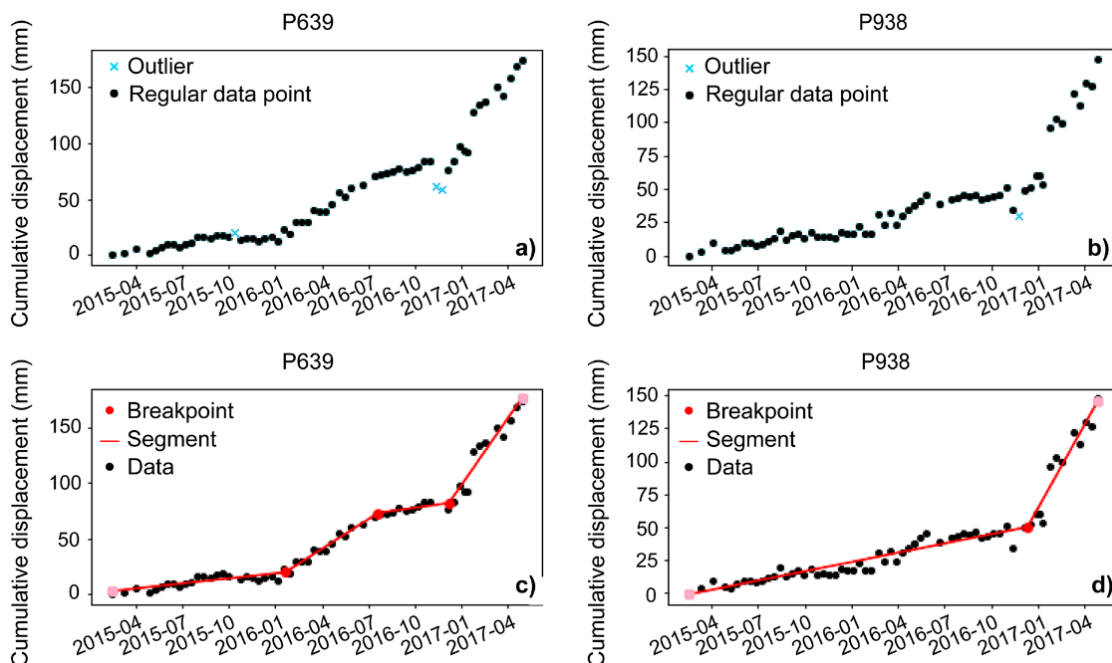 P639
Cumulative displacement (mm)
150
100
50
0
× Outlier
Regular data point
a)
2015-04
2015-07
2015-10
2016-01
2016-04
2016-07
2016-10
2017-01
2017-04
P938
Cumulative displacement (mm)
150
125
100
75
50
25
0
× Outlier
Regular data point
b)
2015-04
2015-07
2015-10
2016-01
2016-04
2016-07
2016-10
2017-01
2017-04
P639
Cumulative displacement (mm)
150
100
50
0
Breakpoint
Segment
Data
c)
2015-04
2015-07
2015-10
2016-01
2016-04
2016-07
2016-10
2017-01
2017-04
P938
Cumulative displacement (mm)
150
125
100
75
50
25
0
Breakpoint
Segment
Data
d)
2015-04
2015-07
2015-10
2016-01
2016-04
2016-07
2016-10
2017-01
2017-04